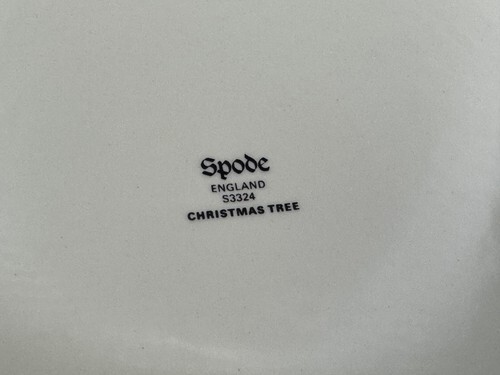 Spode
ENGLAND
S3324
CHRISTMAS TREE